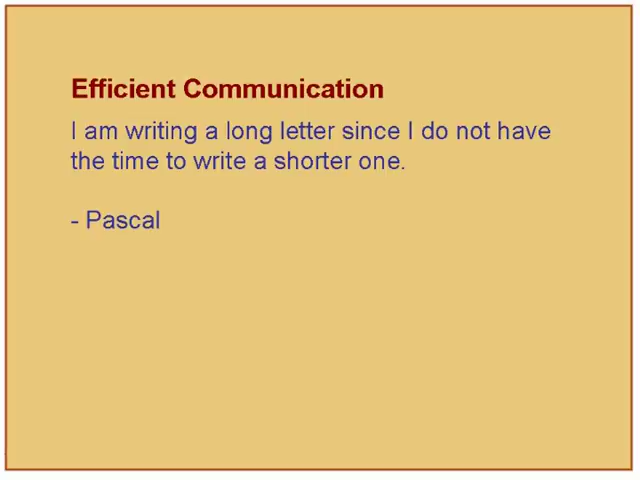 Efficient Communication
I am writing a long letter since I do not have
the time to write a shorter one.
- Pascal